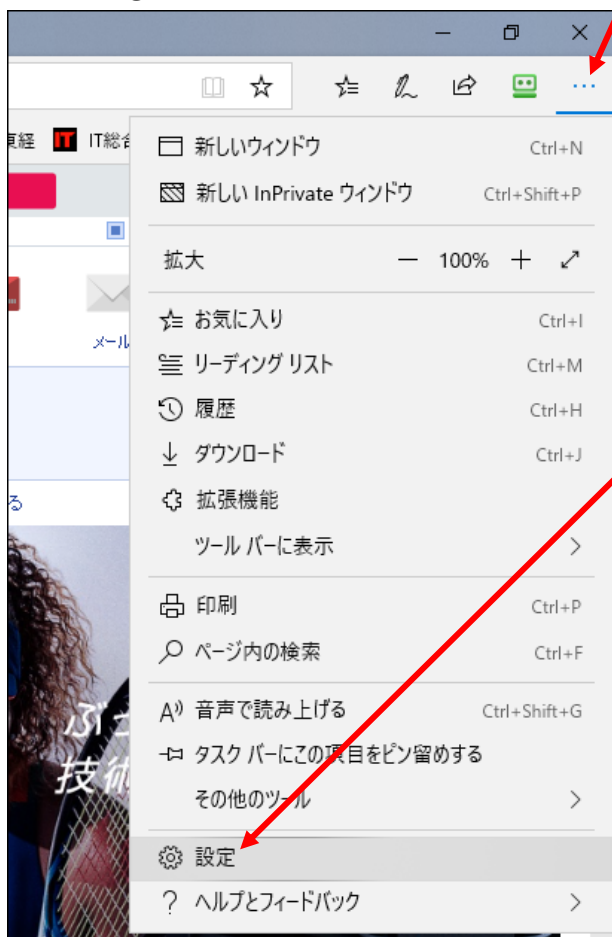 東経 IT IT総合
新しいウィンドウ Ctrl+N
新しい InPrivate ウィンドウ Ctrl+Shift+P
拡大 — 100% +
メール
お気に入り Ctrl+I
リーディング リスト Ctrl+M
履歴 Ctrl+H
ダウンロード Ctrl+J
拡張機能
る
ツール バーに表示
印刷 Ctrl+P
ページ内の検索 Ctrl+F
音声で読み上げる Ctrl+Shift+G
タスク バーにこの項目をピン留めする
その他のツール
ぶつ
技術
設定
? ヘルプとフィードバック